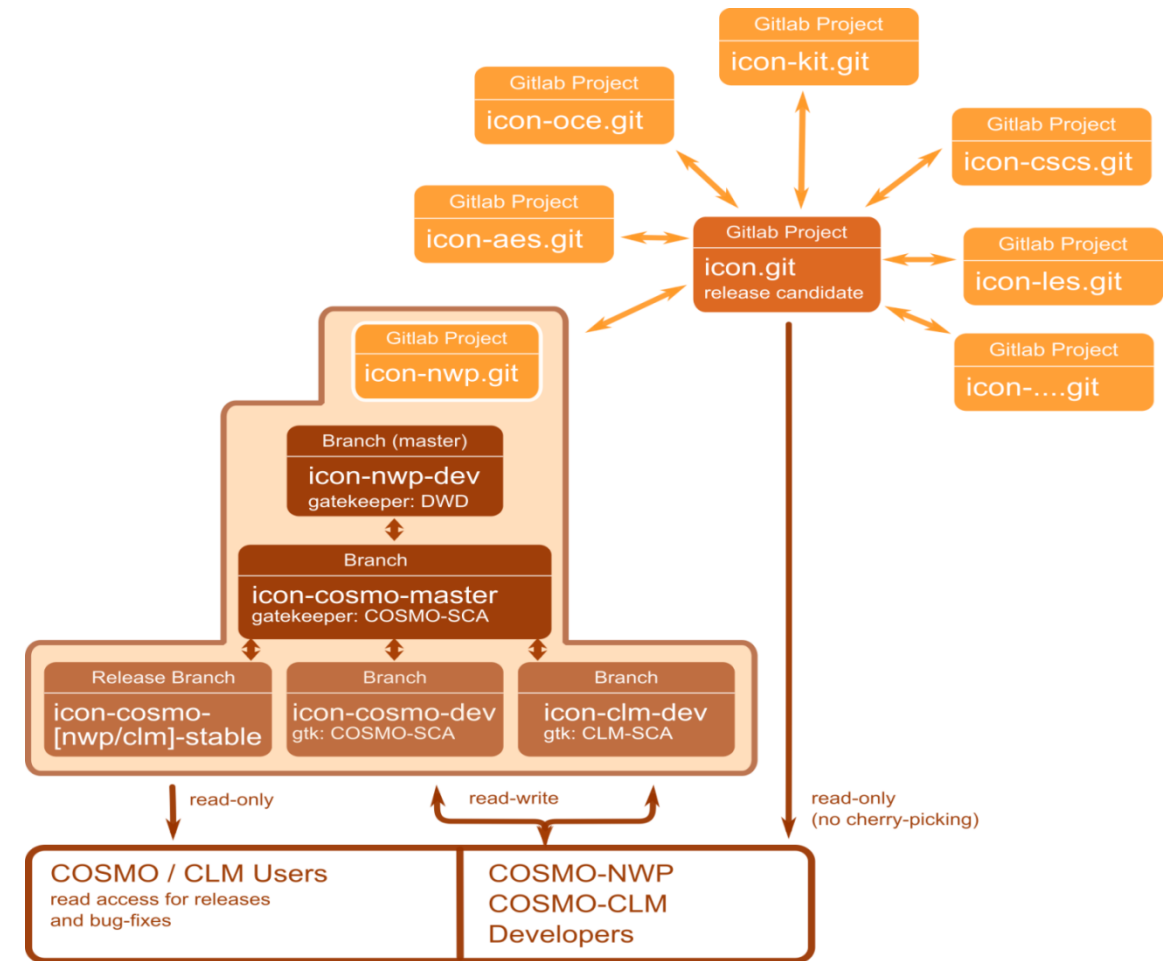 Gitlab Project
icon-kit.git
Gitlab Project
icon-oce.git
Gitlab Project
icon-cscs.git
Gitlab Project
icon-aes.git
Gitlab Project
icon.git
release candidate
Gitlab Project
icon-les.git
Gitlab Project
icon-nwp.git
Gitlab Project
icon-....git
Branch (master)
icon-nwp-dev
gatekeeper: DWD
Branch
icon-cosmo-master
gatekeeper: COSMO-SCA
Release Branch
icon-cosmo-
[nwp/clm]-stable
Branch
icon-cosmo-dev
gtk: COSMO-SCA
Branch
icon-clm-dev
gtk: CLM-SCA
read-only
read-write
read-only
(no cherry-picking)
COSMO / CLM Users
read access for releases
and bug-fixes
COSMO-NWP
COSMO-CLM
Developers